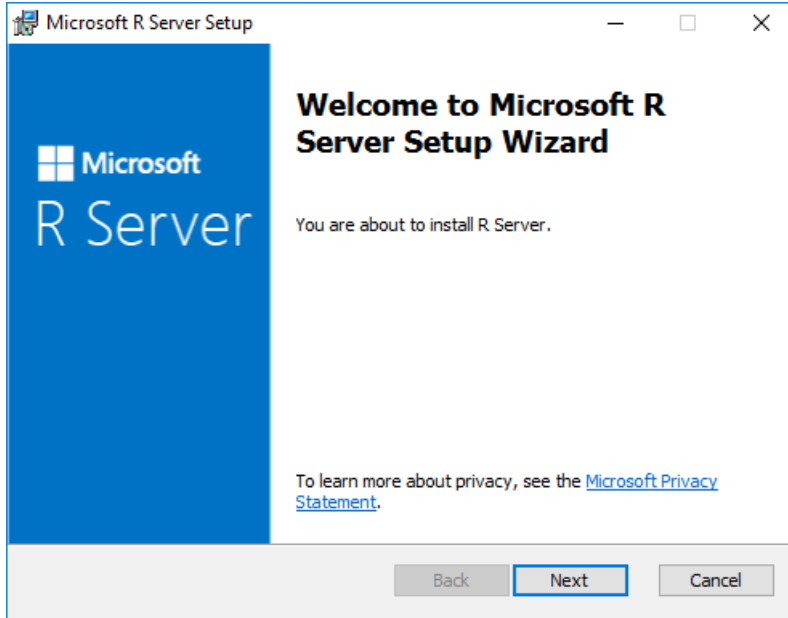 Microsoft R Server Setup
Microsoft
R Server
Welcome to Microsoft R
Server Setup Wizard
You are about to install R Server.
To learn more about privacy, see the Microsoft Privacy
Statement.
Back
Next
Cancel